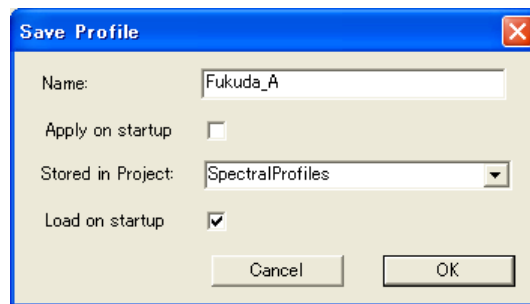 Save Profile
Name: Fukuda_A
Apply on startup
Stored in Project: SpectralProfiles
Load on startup
Cancel OK